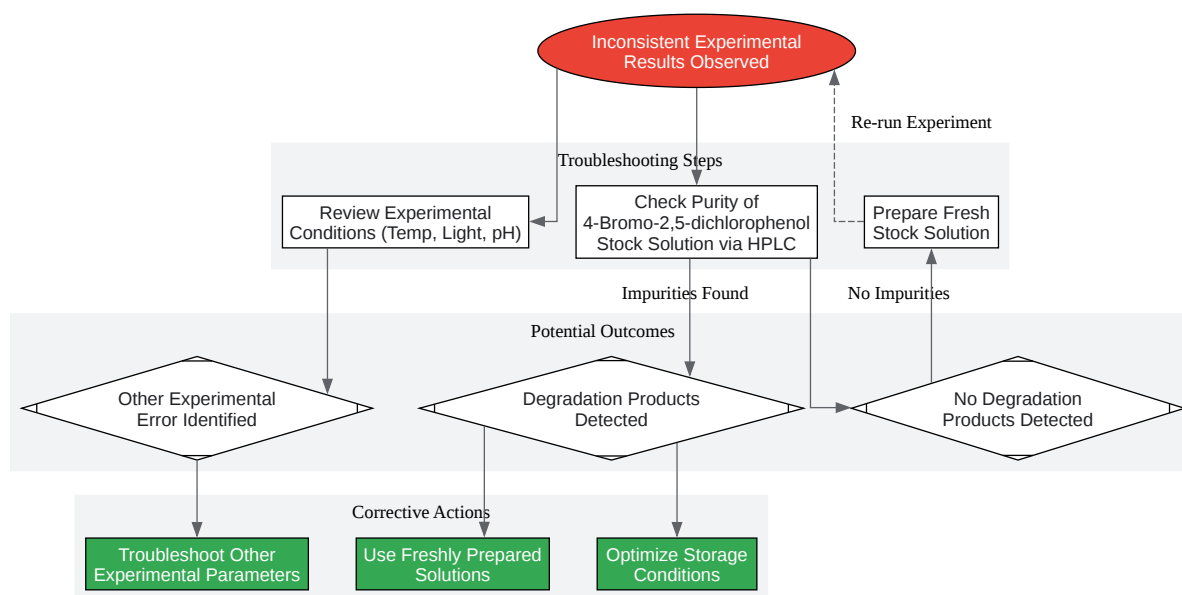 Inconsistent Experimental
Results Observed
Re-run Experiment
Troubleshooting Steps
Review Experimental
Conditions (Temp, Light, pH)
Check Purity of
4-Bromo-2,5-dichlorophenol
Stock Solution via HPLC
Prepare Fresh
Stock Solution
Impurities Found
No Impurities
Potential Outcomes
Other Experimental
Error Identified
Degradation Products
Detected
No Degradation
Products Detected
Corrective Actions
Troubleshoot Other
Experimental Parameters
Use Freshly Prepared
Solutions
Optimize Storage
Conditions